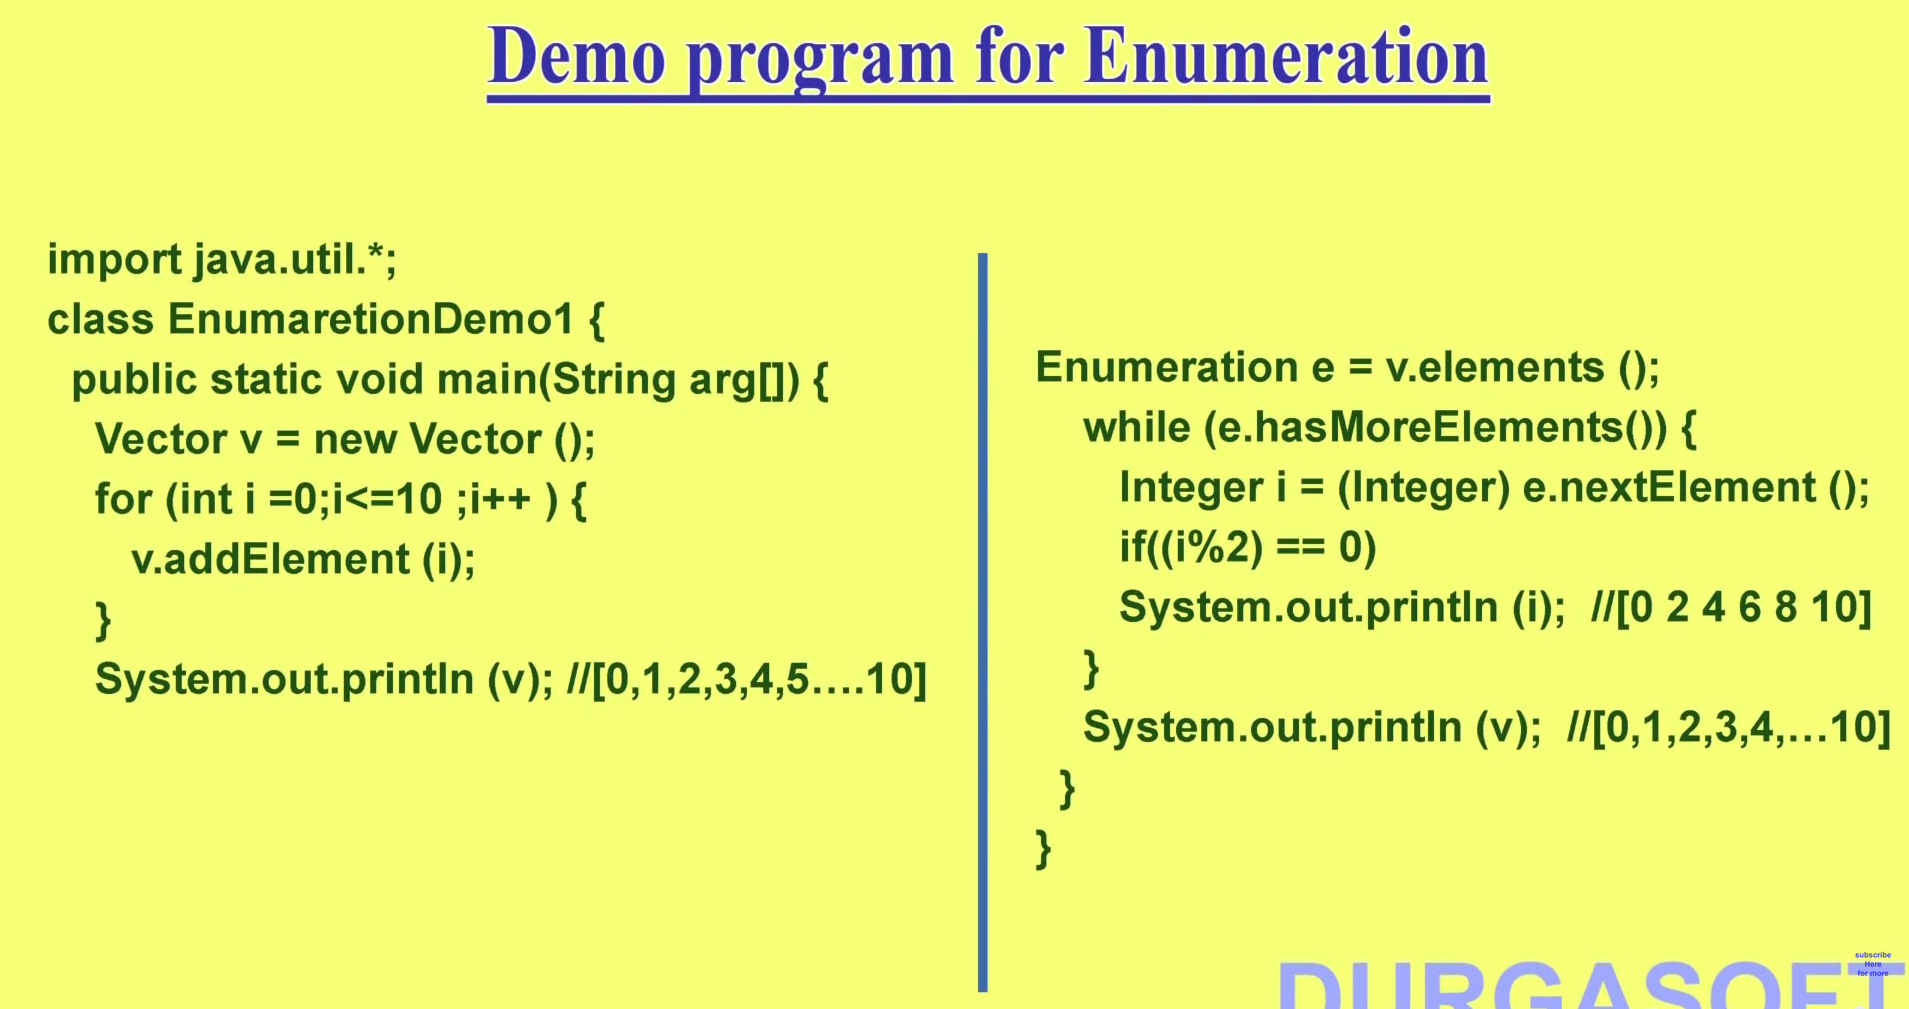 Demo program for Enumeration
import java.util.*;
class EnumaretionDemo1 {
public static void main(String arg[]) {
Vector v = new Vector ();
for (int i =0;i<=10 ;i++ ) {
v.addElement (i);
}
System.out.println (v); //[0,1,2,3,4,5....10]
Enumeration e = v.elements ();
while (e.hasMoreElements()) {
Integer i = (Integer) e.nextElement ();
if((i%2) == 0)
System.out.println (i); //[0 2 4 6 8 10]
}
System.out.println (v); //[0,1,2,3,4,...10]
}
}
DURGASOFT
subscribe
Here
for more